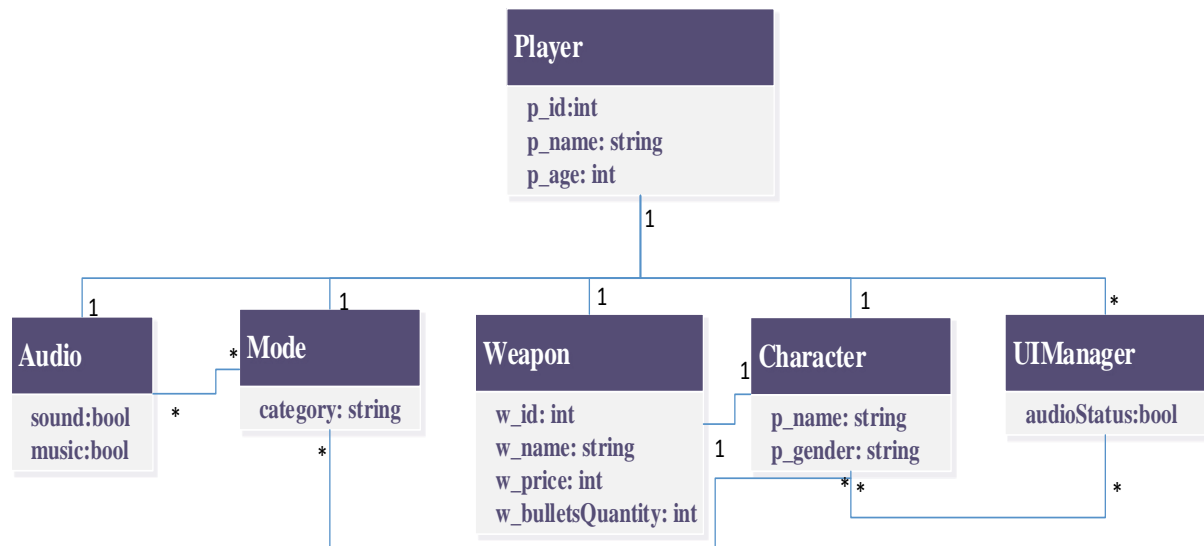 Player
p_id:int
p_name: string
p_age: int
1
1
1
1
1
*
Audio
sound:bool
music:bool
*
*
Mode
category: string
*
Weapon
w_id: int
w_name: string
w_price: int
w_bulletsQuantity: int
1
1
Character
p_name: string
p_gender: string
*
*
UIManager
audioStatus:bool
*